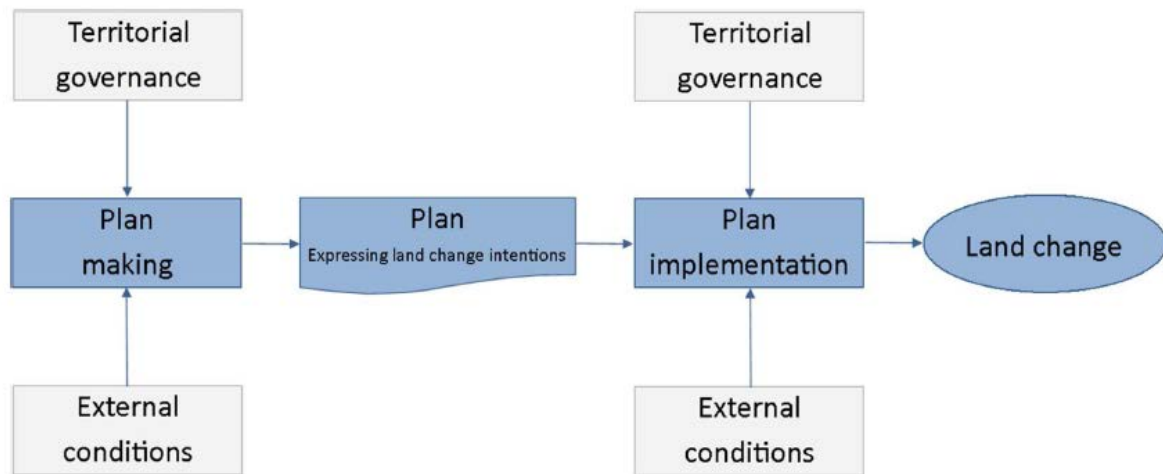 Territorial
governance
Territorial
governance
Plan
making
Plan
Expressing land change intentions
Plan
implementation
Land change
External
conditions
External
conditions